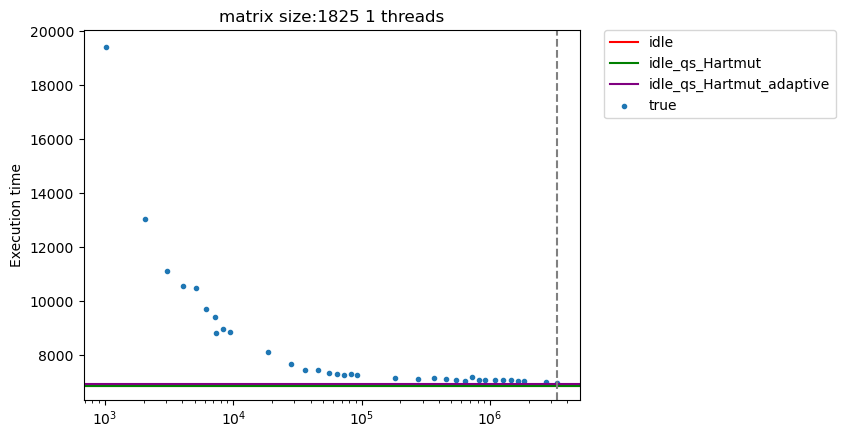 matrix size:1825 1 threads
Execution time
20000
18000
16000
14000
12000
10000
8000
10³
10⁴
10⁵
10⁶
idle
idle_qs_Hartmut
idle_qs_Hartmut_adaptive
true